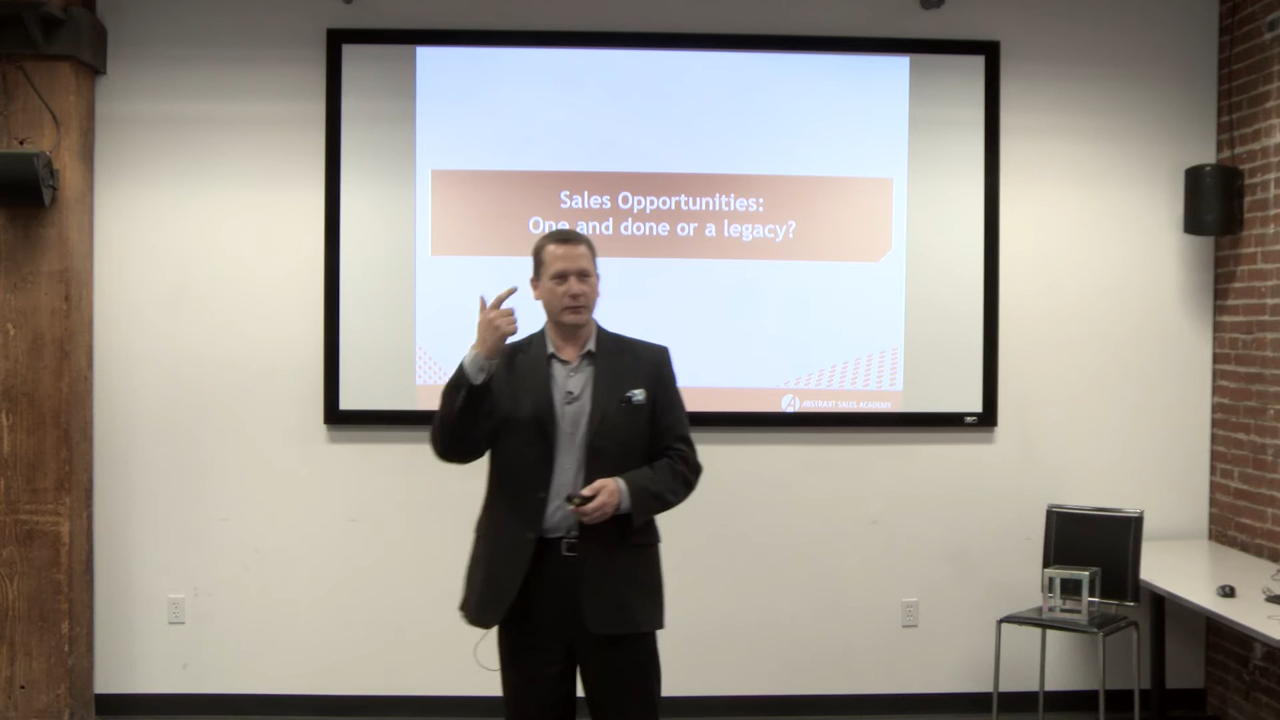 Sales Opportunities:
One and done or a legacy?
ABSTRAKT SALES ACADEMY